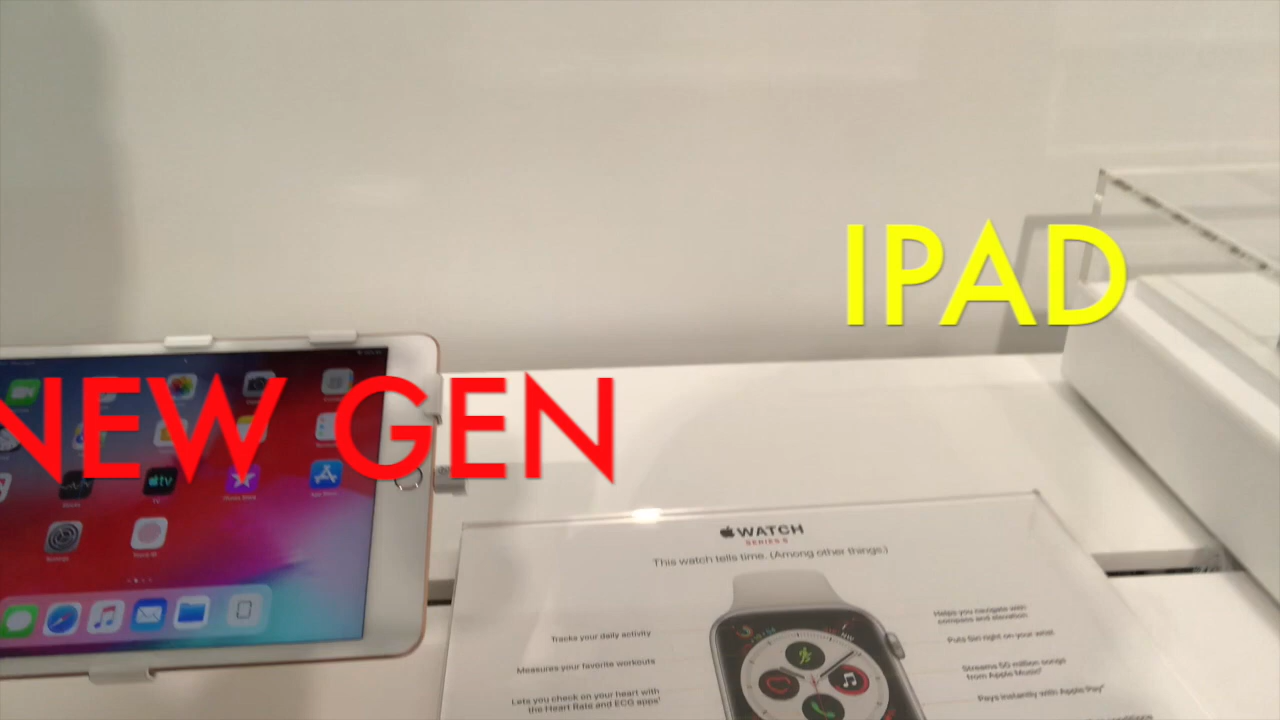 IPAD
NEW GEN
WATCH
This watch tells time. (Among other things.)
Tracks your daily activity
Measures your favorite workouts
Lets you check on your heart with
the Heart Rate and ECG apps
Helps you navigate with
compass and elevation
Puts Siri right on your wrist
Streams 50 million songs
from Apple Music
Pays instantly with Apple Pay
tv
App Store